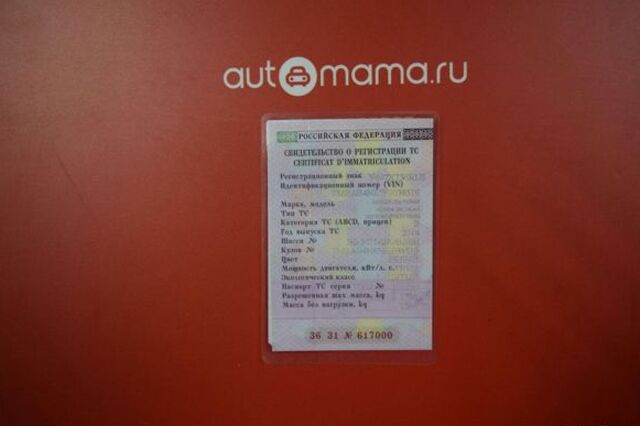 automama.ru
РОССИЙСКАЯ ФЕДЕРАЦИЯ
СВИДЕТЕЛЬСТВО О РЕГИСТРАЦИИ ТС
CERTIFICAT D'IMMATRICULATION
Регистрационный знак
Идентификационный номер (VIN)
Марка, модель
Тип ТС
Категория ТС (ABCD, прицеп)
Год выпуска ТС
Шасси №
Кузов №
Цвет
Мощность двигателя, кВт/л. с.
Экологический класс
Паспорт ТС серия №
Разрешенная max масса, kg
Масса без нагрузки, kg
36 31 № 617000